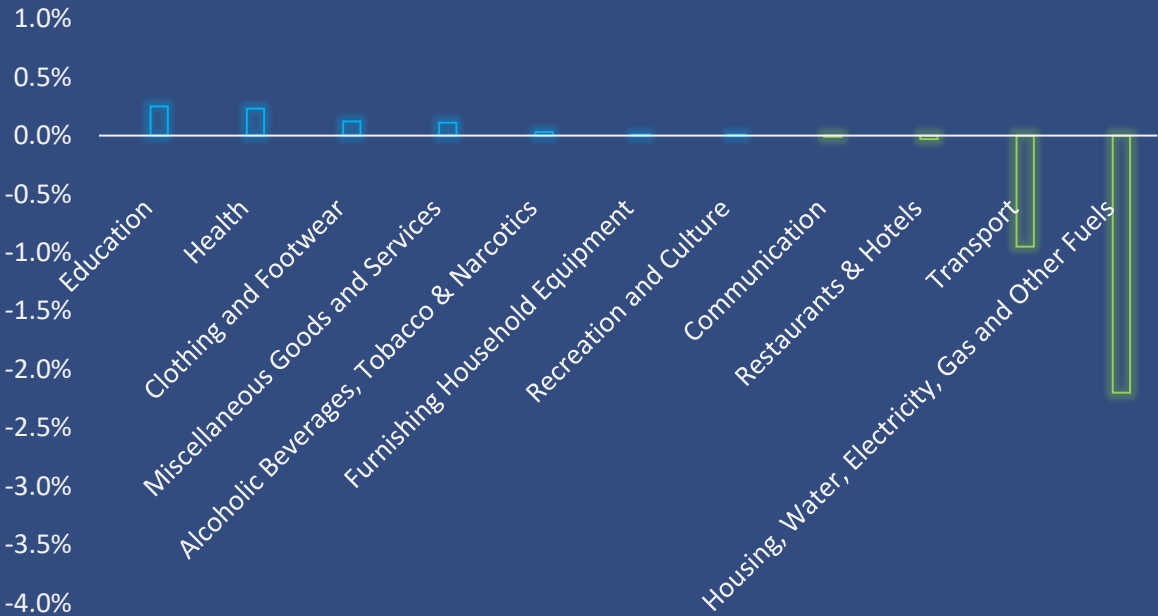 1.0%
0.5%
0.0%
-0.5%
-1.0%
-1.5%
-2.0%
-2.5%
-3.0%
-3.5%
-4.0%
Education
Health
Clothing and Footwear
Miscellaneous Goods and Services
Alcoholic Beverages, Tobacco & Narcotics
Furnishing Household Equipment
Recreation and Culture
Communication
Restaurants & Hotels
Transport
Housing, Water, Electricity, Gas and Other Fuels